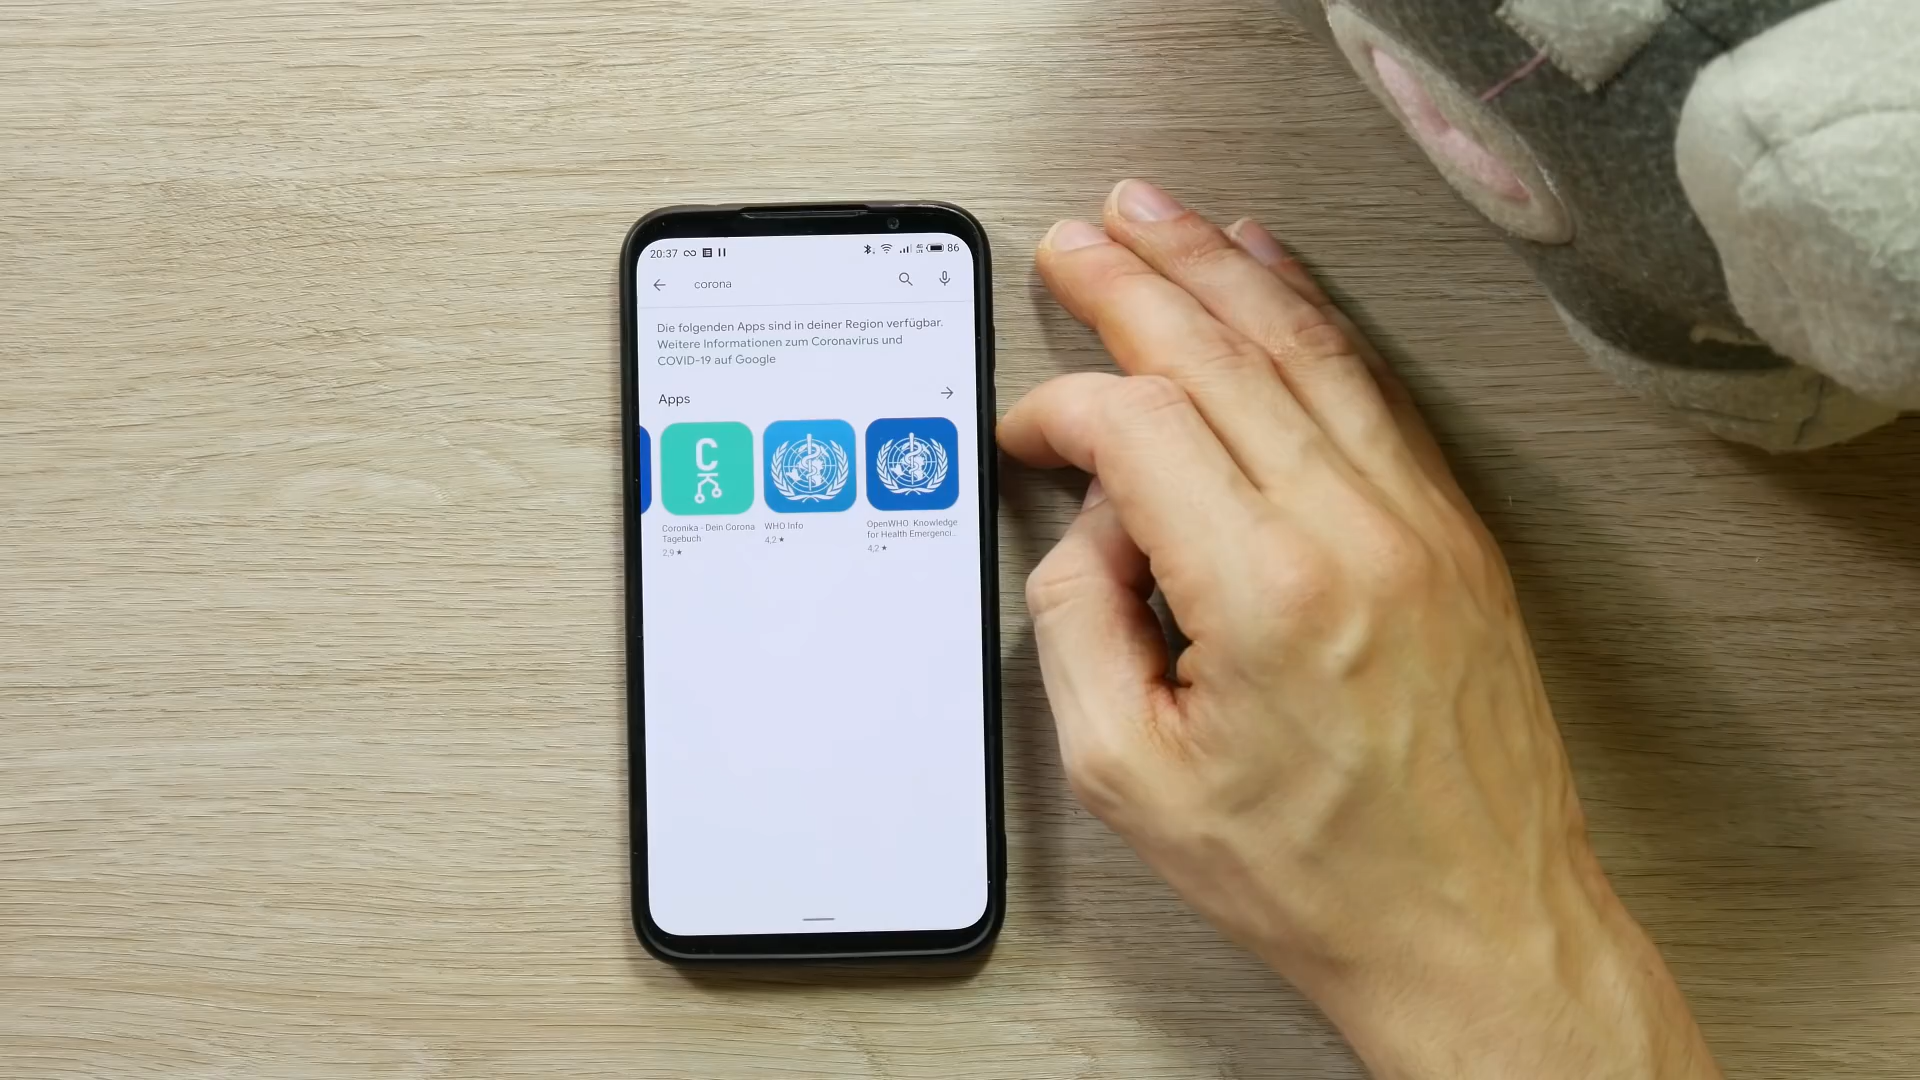 20:37
86
corona
Die folgenden Apps sind in deiner Region verfügbar.
Weitere Informationen zum Coronavirus und
COVID-19 auf Google
Apps
Coronika - Dein Corona
Tagebuch
2,9 ★
WHO Info
4,2 ★
OpenWHO Knowledge
for Health Emergenci...
4,2 ★